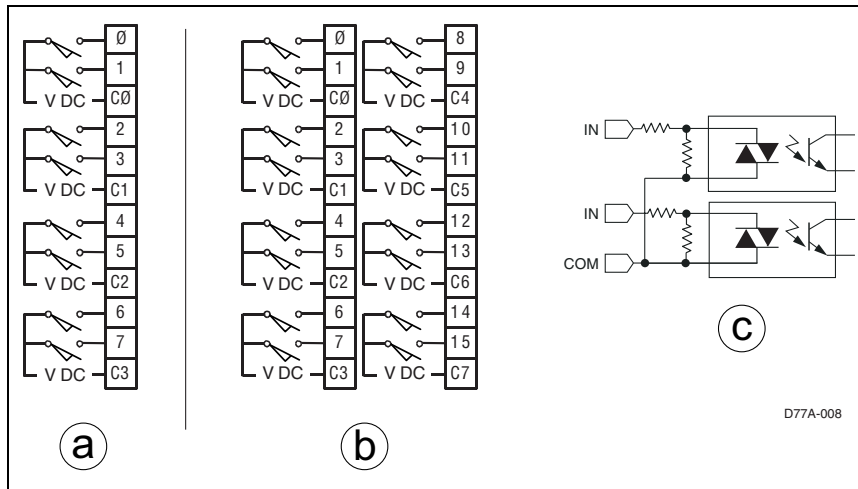 Ø
1
V DC CØ
2
3
V DC C1
4
5
V DC C2
6
7
V DC C3
a
Ø 8
1 9
V DC CØ C4
2 10
3 11
V DC C1 V DC C5
4 12
5 13
V DC C2 V DC C6
6 14
7 15
V DC C3 V DC C7
b
IN
IN
COM
c
D77A-008